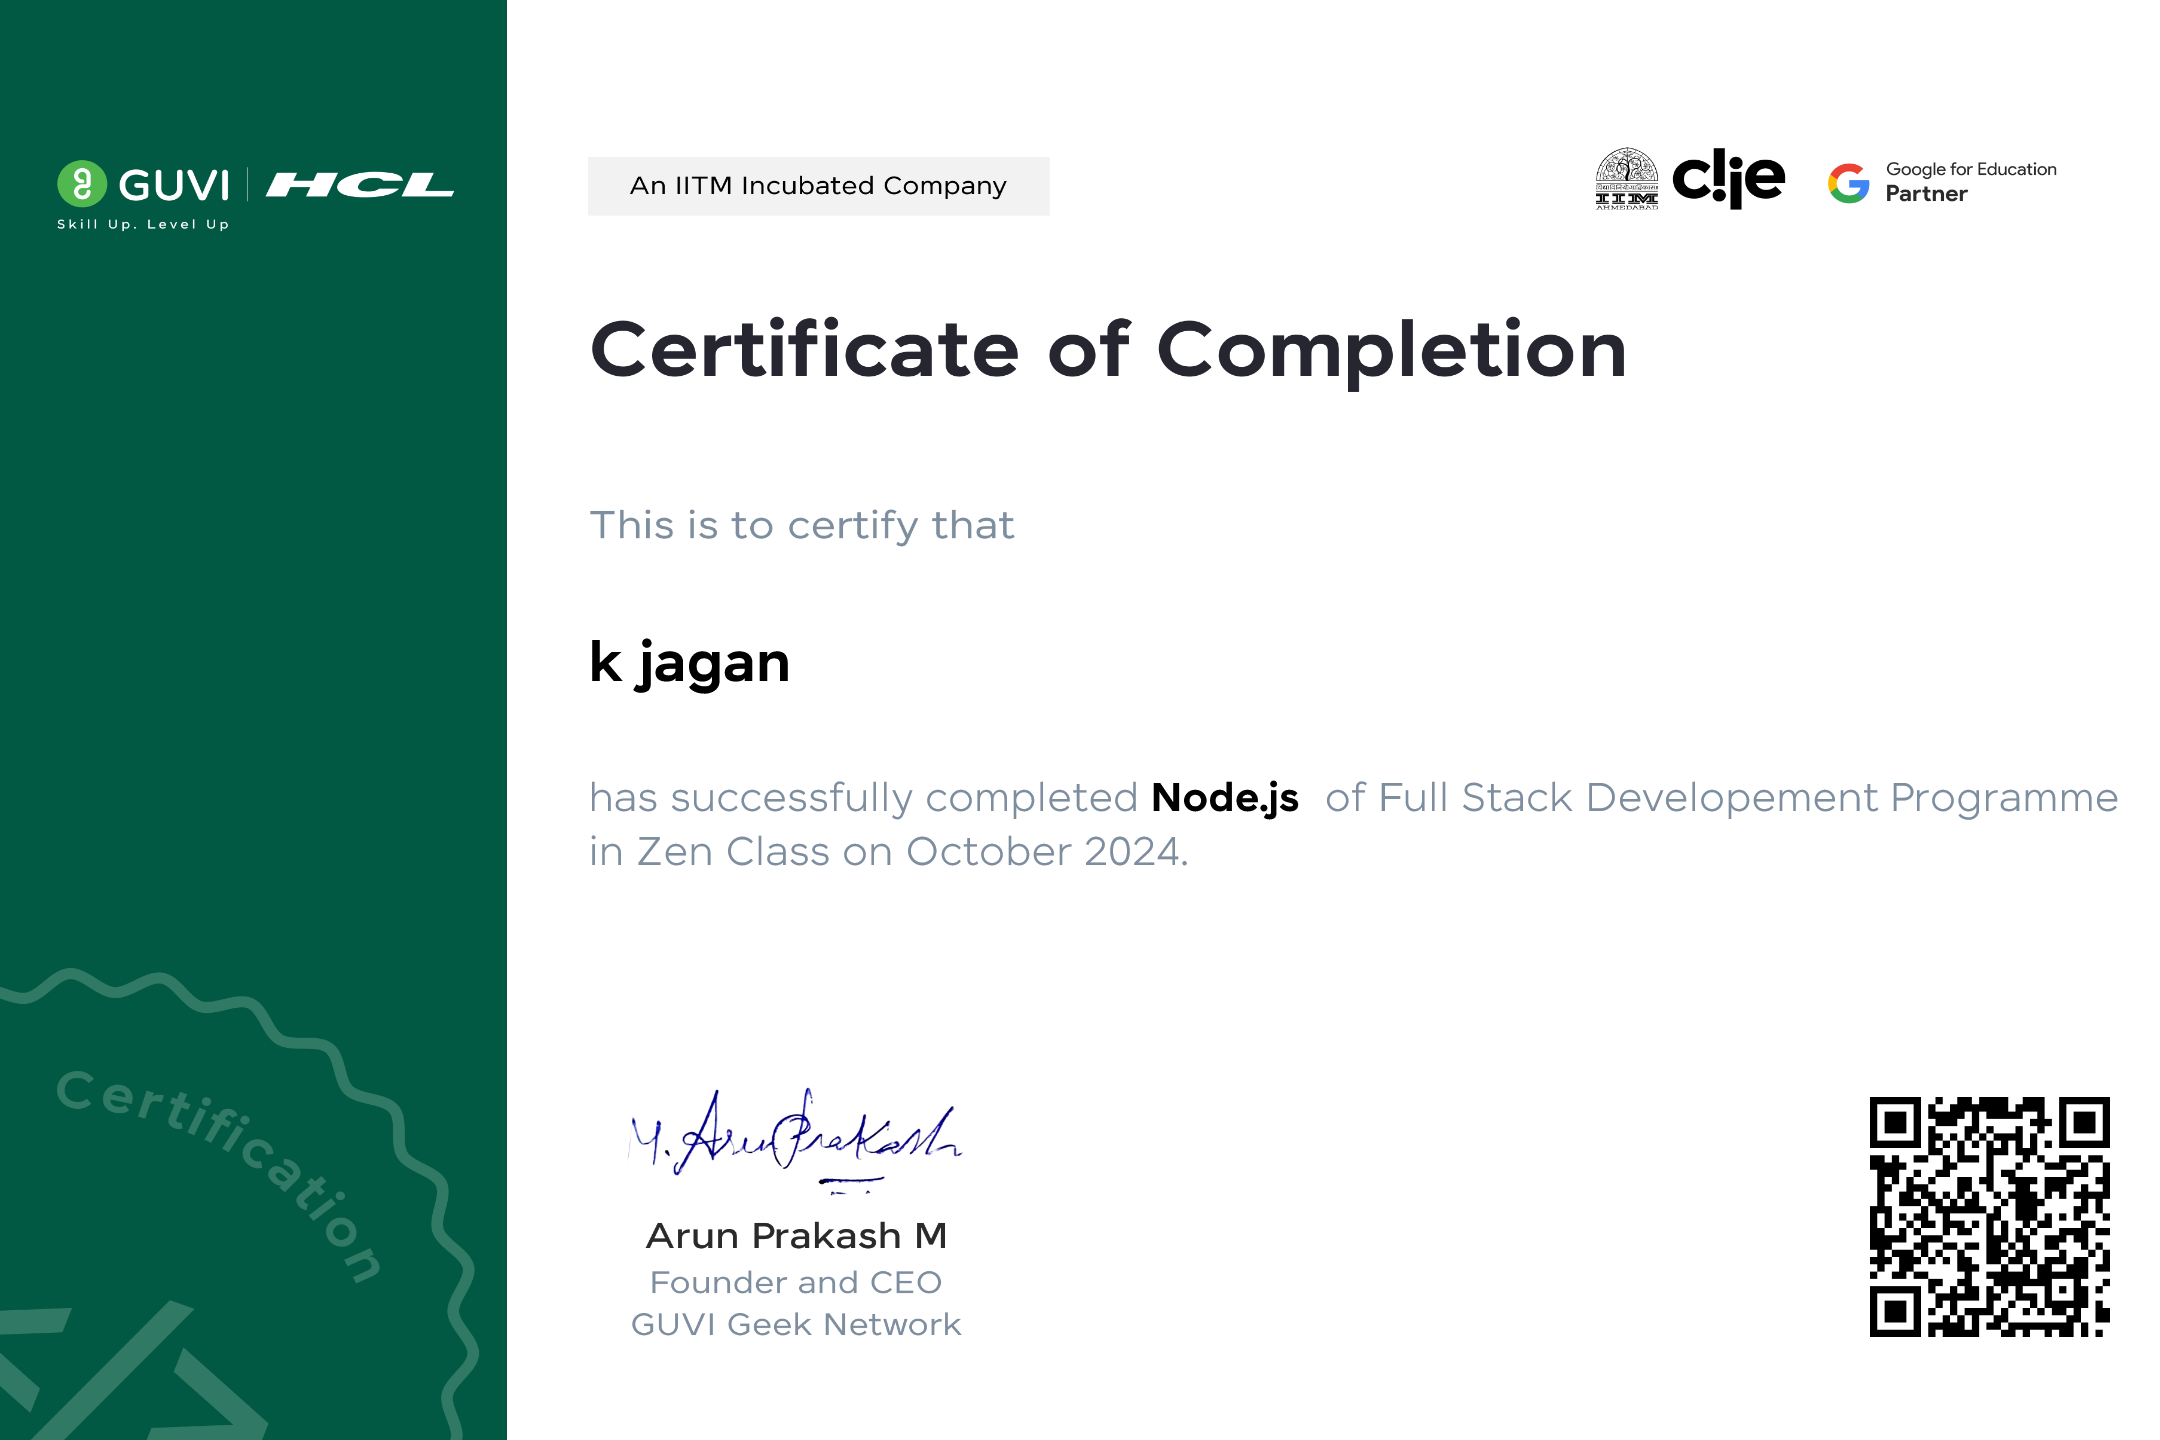 GUVI | HCL
Skill Up. Level Up
An IITM Incubated Company
IIM
AHMEDABAD
c!ie
Google for Education
Partner
Certificate of Completion
This is to certify that
k jagan
has successfully completed Node.js of Full Stack Developement Programme
in Zen Class on October 2024.
Certification
</>
M. ArunPrakash
Arun Prakash M
Founder and CEO
GUVI Geek Network